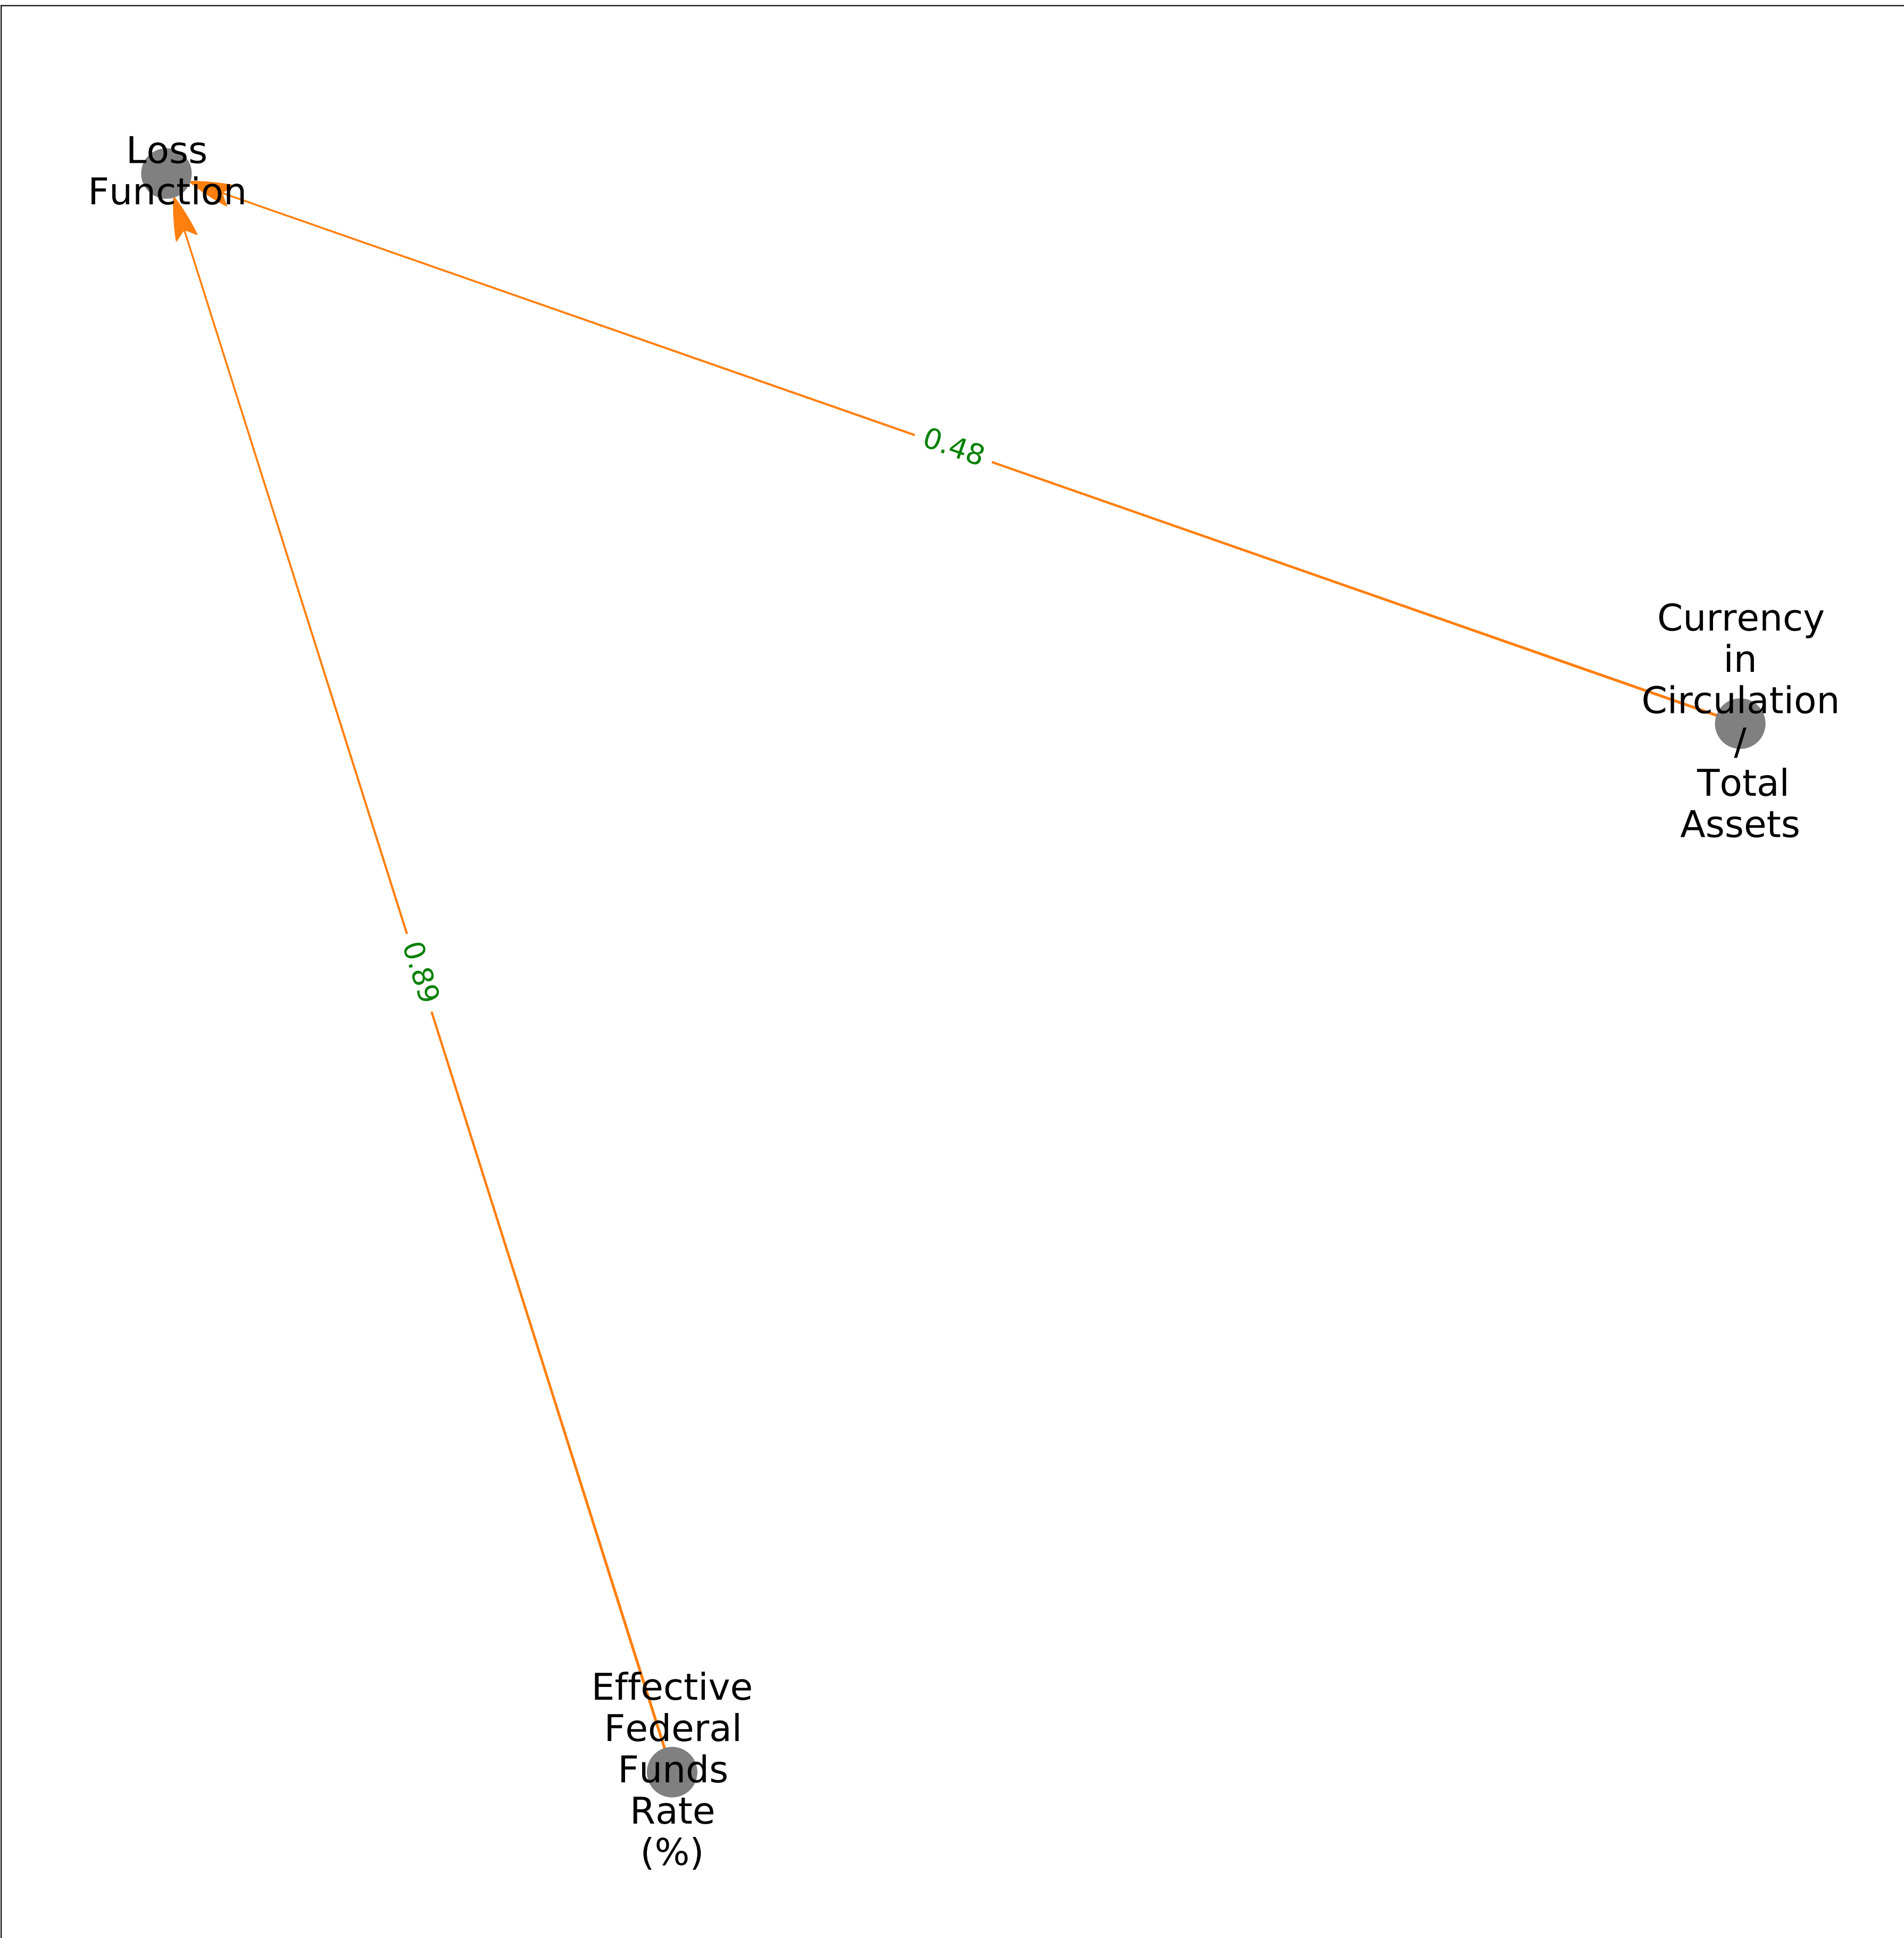 Loss
Function
0.48
Currency
in
Circulation
/
Total
Assets
0.89
Effective
Federal
Funds
Rate
(%)